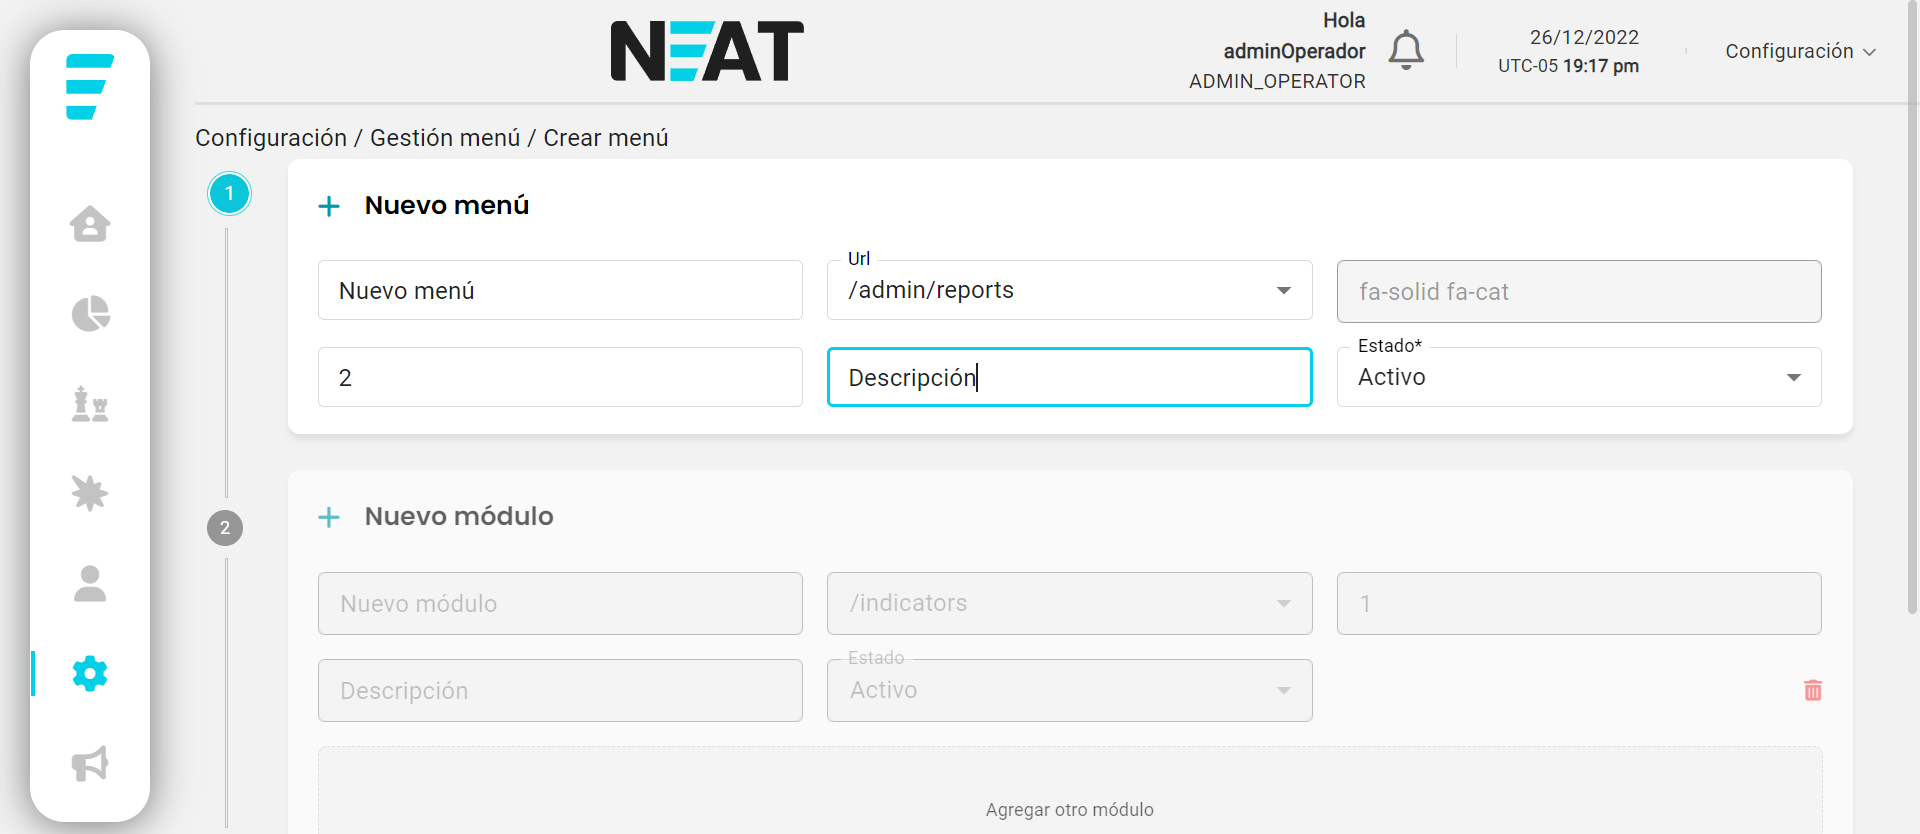 NEAT
Hola
adminOperador
ADMIN_OPERATOR
26/12/2022
UTC-05 19:17 pm
Configuración
Configuración / Gestión menú / Crear menú
1
Nuevo menú
Nuevo menú
Url
/admin/reports
fa-solid fa-cat
2
Descripción
Estado*
Activo
2
Nuevo módulo
Nuevo módulo
/indicators
1
Descripción
Estado
Activo
Agregar otro módulo